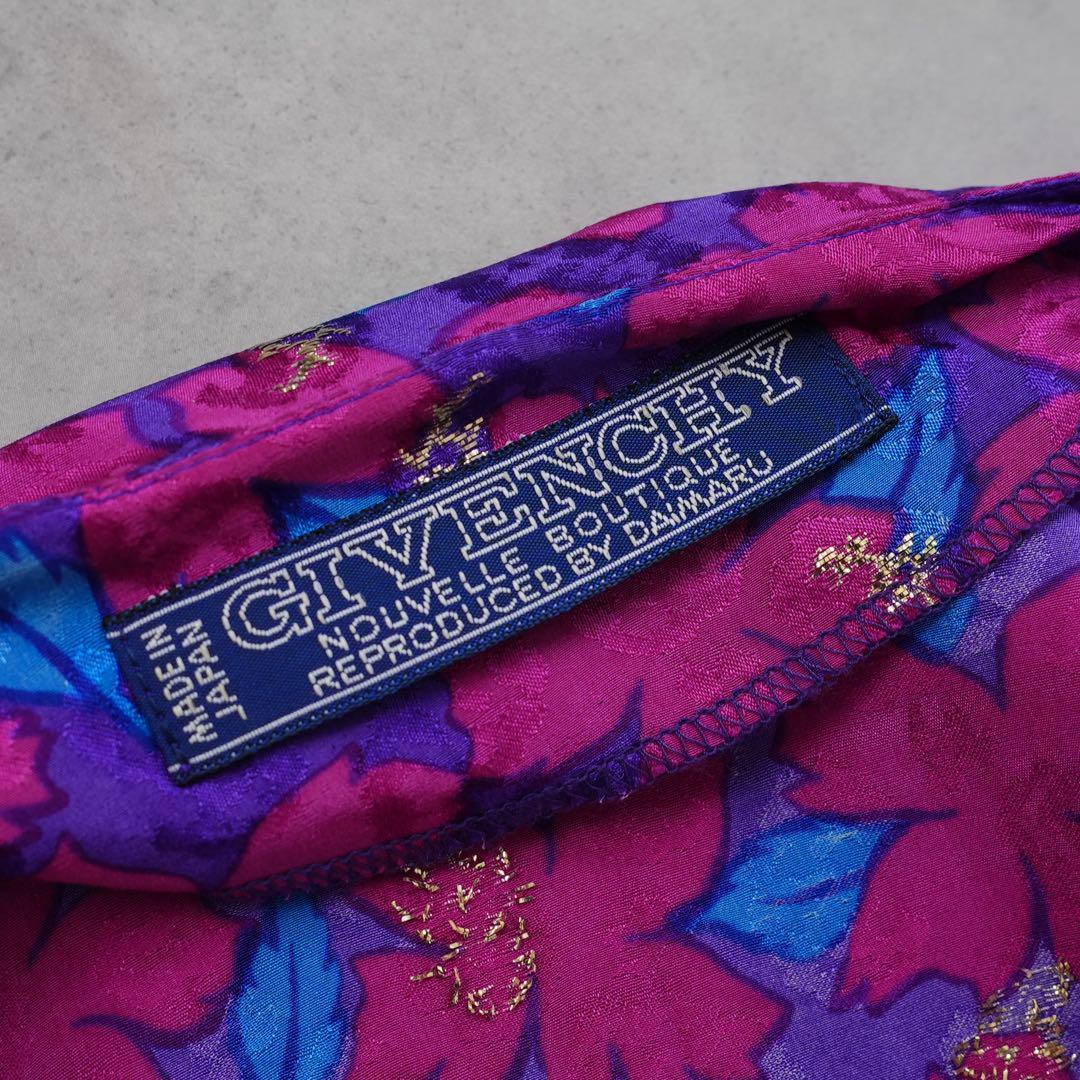 GIVENCHY
NOUVELLE BOUTIQUE
REPRODUCED BY DAIMARU
MADE IN
JAPAN